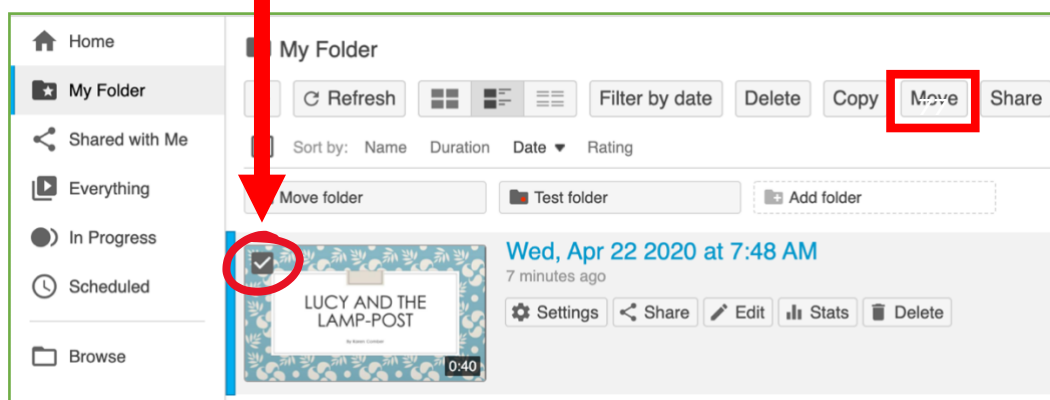 Home
My Folder
Shared with Me
Everything
In Progress
Scheduled
Browse
My Folder
Refresh Filter by date Delete Copy Move Share
Sort by: Name Duration Date Rating
Move folder Test folder Add folder
Wed, Apr 22 2020 at 7:48 AM
7 minutes ago
Settings Share Edit Stats Delete
LUCY AND THE
LAMP-POST
0:40